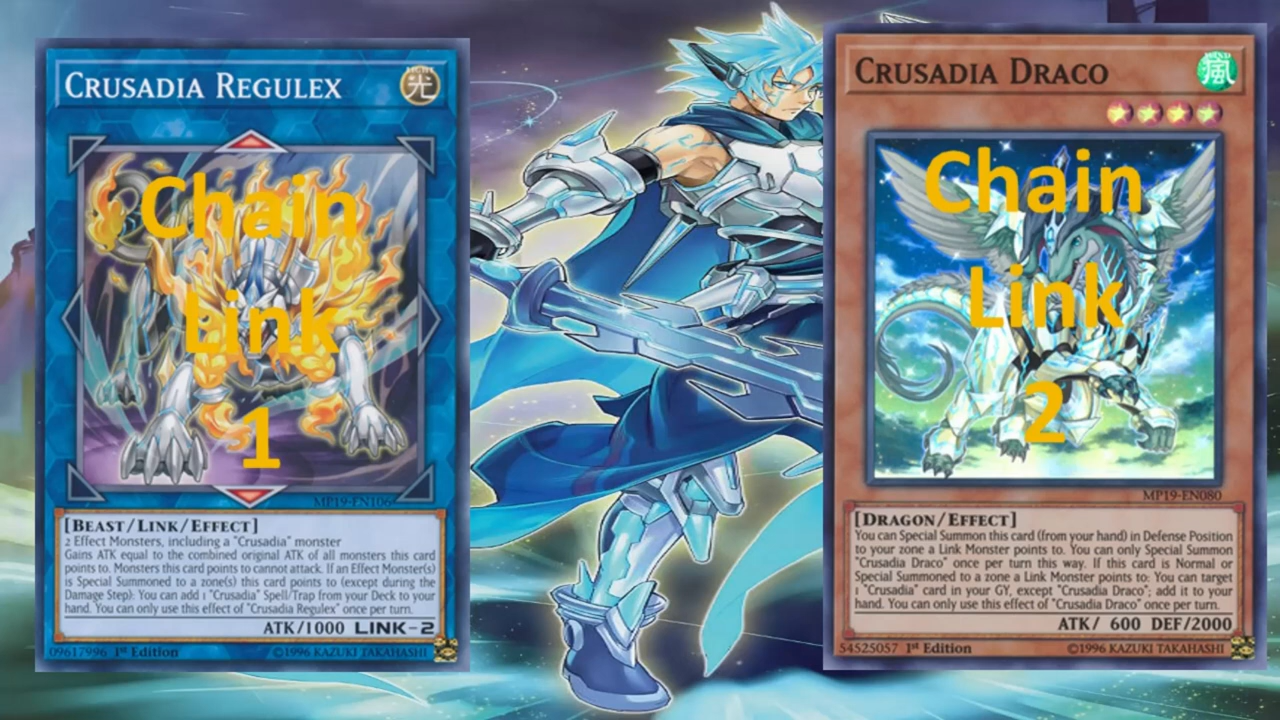 CRUSADIA REGULEX
LIGHT
光
Chain
Link
1
MP19-EN106
[BEAST/LINK/EFFECT]
2 Effect Monsters, including a "Crusadia" monster
Gains ATK equal to the combined original ATK of all monsters this card
points to. Monsters this card points to cannot attack. If an Effect Monster(s)
is Special Summoned to a zone(s) this card points to (except during the
Damage Step): You can add 1 "Crusadia" Spell/Trap from your Deck to your
hand. You can only use this effect of "Crusadia Regulex" once per turn.
ATK/1000 LINK-2
09617996 1st Edition ©1996 KAZUKI TAKAHASHI
CRUSADIA DRACO
WIND
風
Chain
Link
2
MP19-EN080
[DRAGON/EFFECT]
You can Special Summon this card (from your hand) in Defense Position
to your zone a Link Monster points to. You can only Special Summon
"Crusadia Draco" once per turn this way. If this card is Normal or
Special Summoned to a zone a Link Monster points to: You can target
1 "Crusadia" card in your GY, except "Crusadia Draco"; add it to your
hand. You can only use this effect of "Crusadia Draco" once per turn.
ATK/ 600 DEF/2000
54525057 1st Edition ©1996 KAZUKI TAKAHASHI